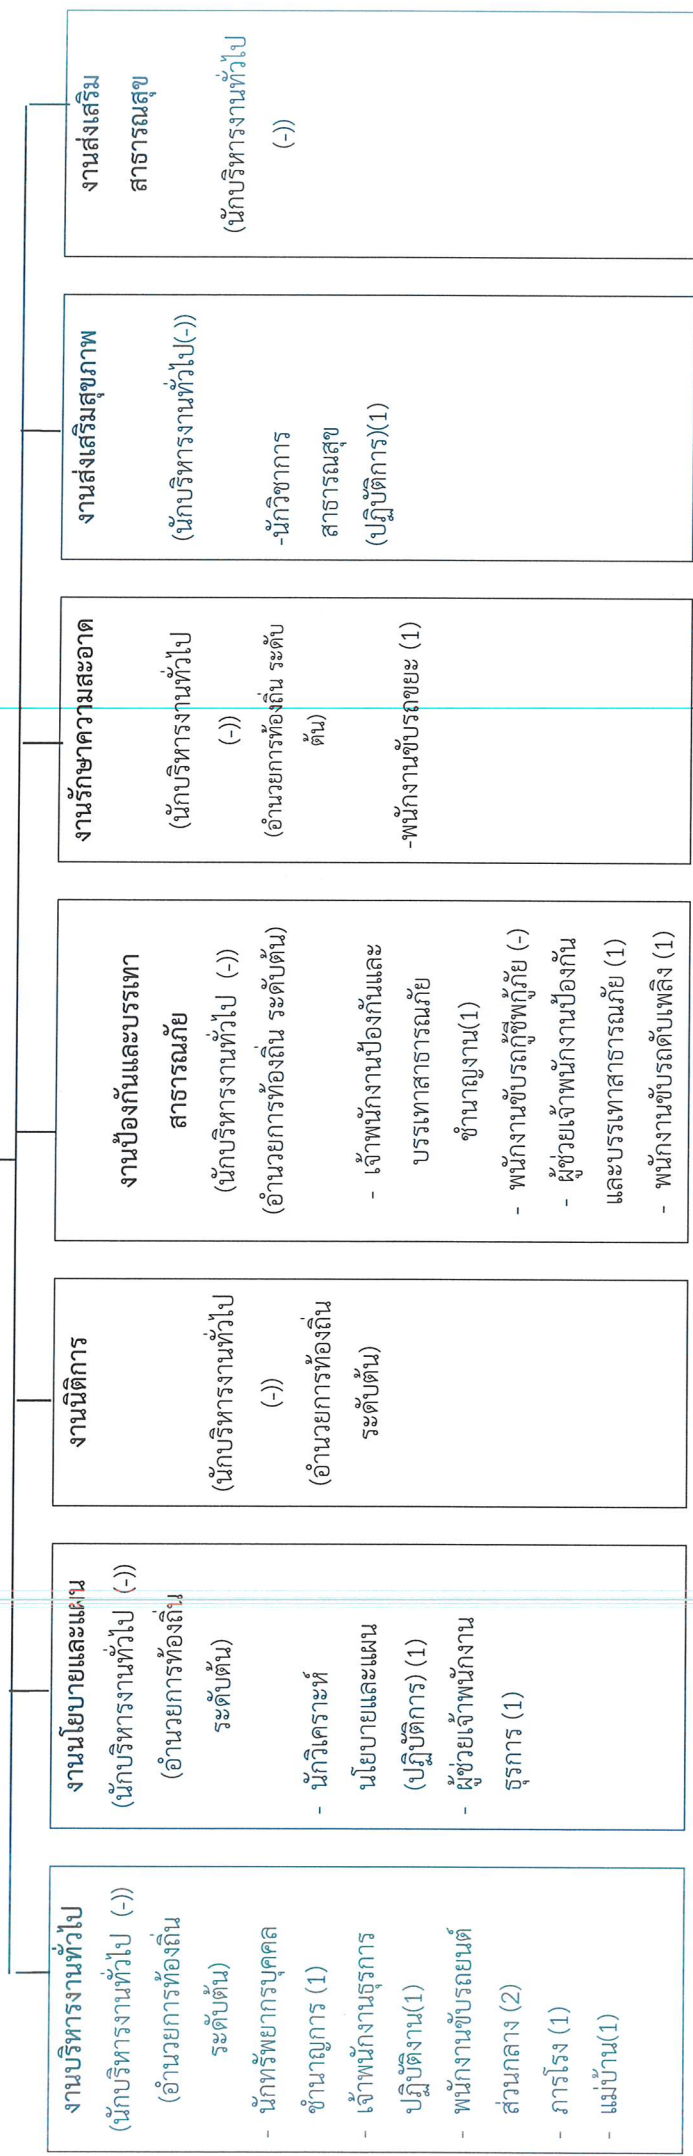 งานบริหารงานทั่วไป
(นักบริหารงานทั่วไป (-))
(อำนวยการท้องถิ่น
ระดับต้น)
- นักทรัพยากรบุคคล
ชำนาญการ (1)
- เจ้าพนักงานธุรการ
ปฏิบัติงาน(1)
- พนักงานขับรถยนต์
ส่วนกลาง (2)
- ภารโรง (1)
- แม่บ้าน(1)
งานนโยบายและแผน
(นักบริหารงานทั่วไป (-))
(อำนวยการท้องถิ่น
ระดับต้น)
- นักวิเคราะห์
นโยบายและแผน
(ปฏิบัติการ) (1)
- ผู้ช่วยเจ้าพนักงาน
ธุรการ (1)
งานนิติการ
(นักบริหารงานทั่วไป
(-))
(อำนวยการท้องถิ่น
ระดับต้น)
งานป้องกันและบรรเทา
สาธารณภัย
(นักบริหารงานทั่วไป (-))
(อำนวยการท้องถิ่น ระดับต้น)
- เจ้าพนักงานป้องกันและ
บรรเทาสาธารณภัย
ชำนาญงาน(1)
- พนักงานขับรถกู้ชีพกู้ภัย (-)
- ผู้ช่วยเจ้าพนักงานป้องกัน
และบรรเทาสาธารณภัย (1)
- พนักงานขับรถดับเพลิง (1)
งานรักษาความสะอาด
(นักบริหารงานทั่วไป
(-))
(อำนวยการท้องถิ่น ระดับ
ต้น)
-พนักงานขับรถขยะ (1)
งานส่งเสริมสุขภาพ
(นักบริหารงานทั่วไป(-))
-นักวิชาการ
สาธารณสุข
(ปฏิบัติการ)(1)
งานส่งเสริม
สาธารณสุข
(นักบริหารงานทั่วไป
(-))